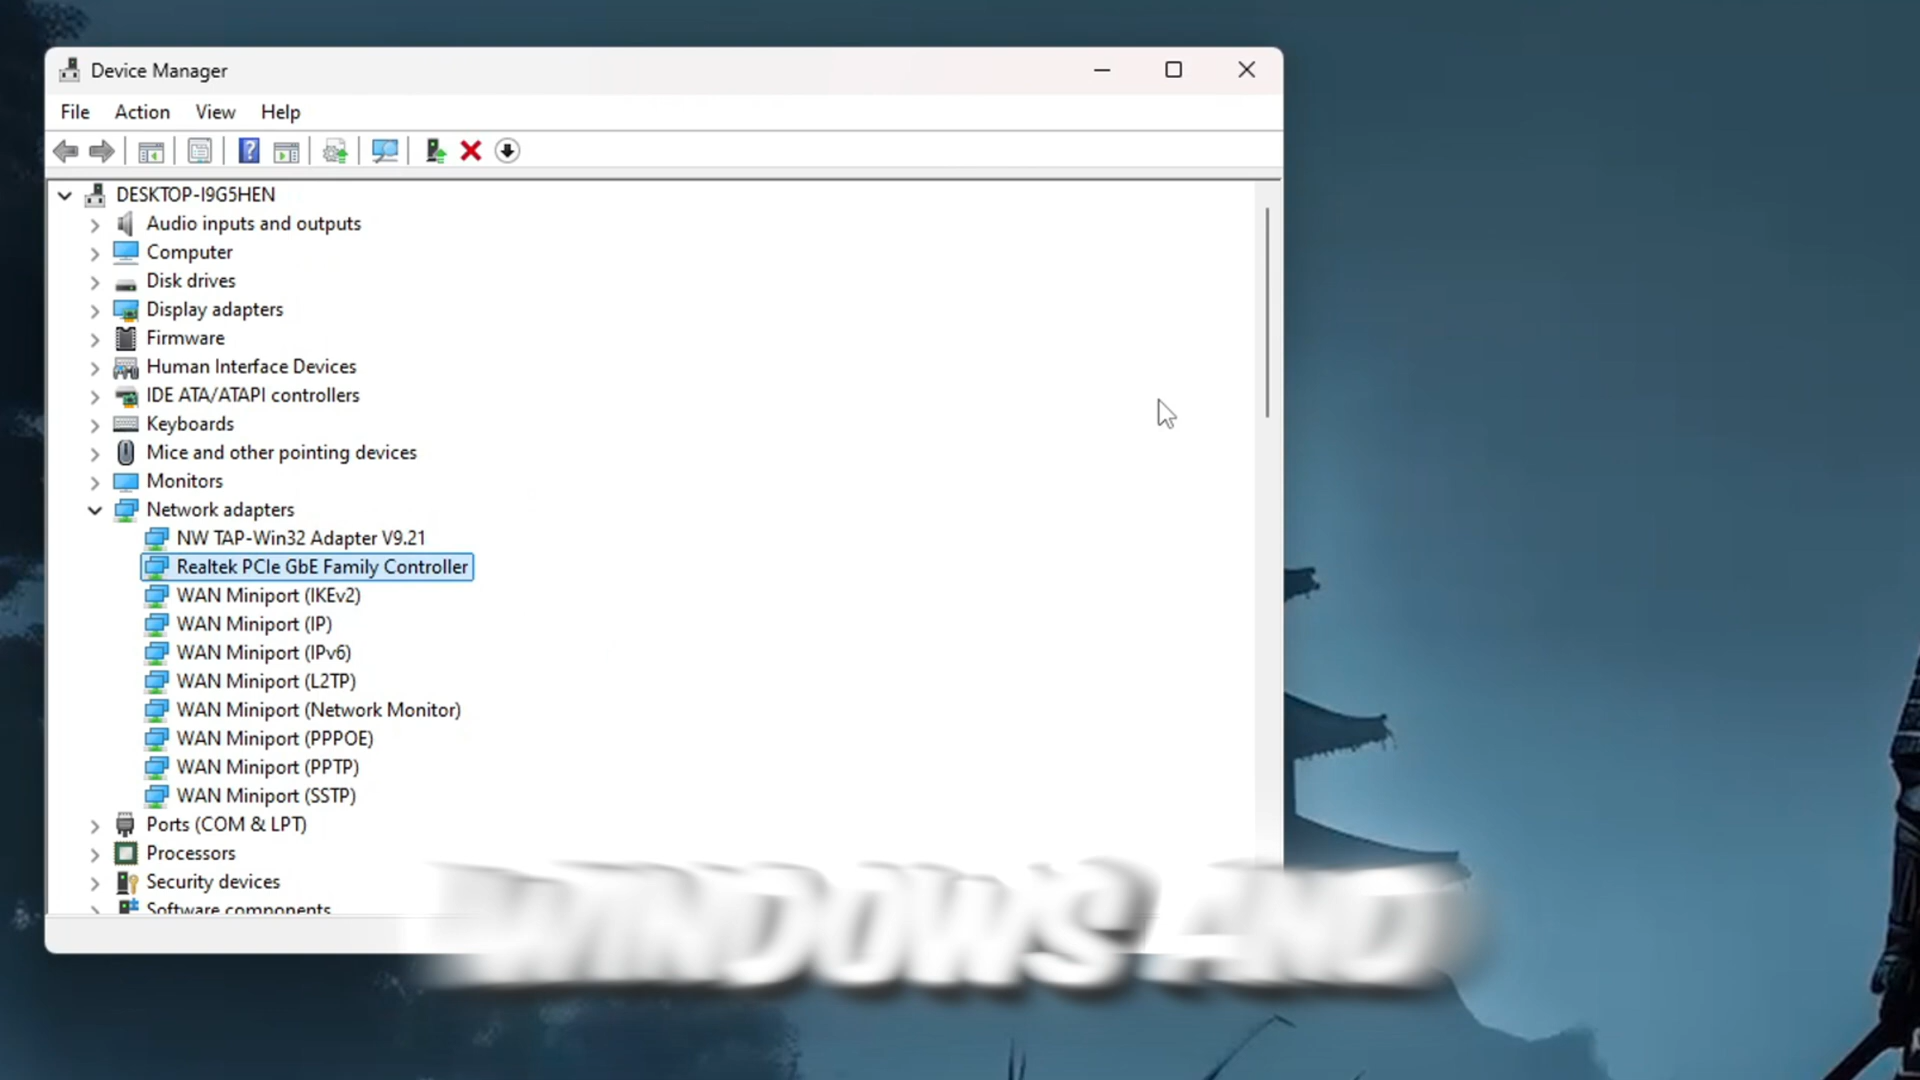 Device Manager
File Action View Help
DESKTOP-I9G5HEN
Audio inputs and outputs
Computer
Disk drives
Display adapters
Firmware
Human Interface Devices
IDE ATA/ATAPI controllers
Keyboards
Mice and other pointing devices
Monitors
Network adapters
NW TAP-Win32 Adapter V9.21
Realtek PCIe GbE Family Controller
WAN Miniport (IKEv2)
WAN Miniport (IP)
WAN Miniport (IPv6)
WAN Miniport (L2TP)
WAN Miniport (Network Monitor)
WAN Miniport (PPPOE)
WAN Miniport (PPTP)
WAN Miniport (SSTP)
Ports (COM & LPT)
Processors
Security devices
Software components
WINDOWS AND